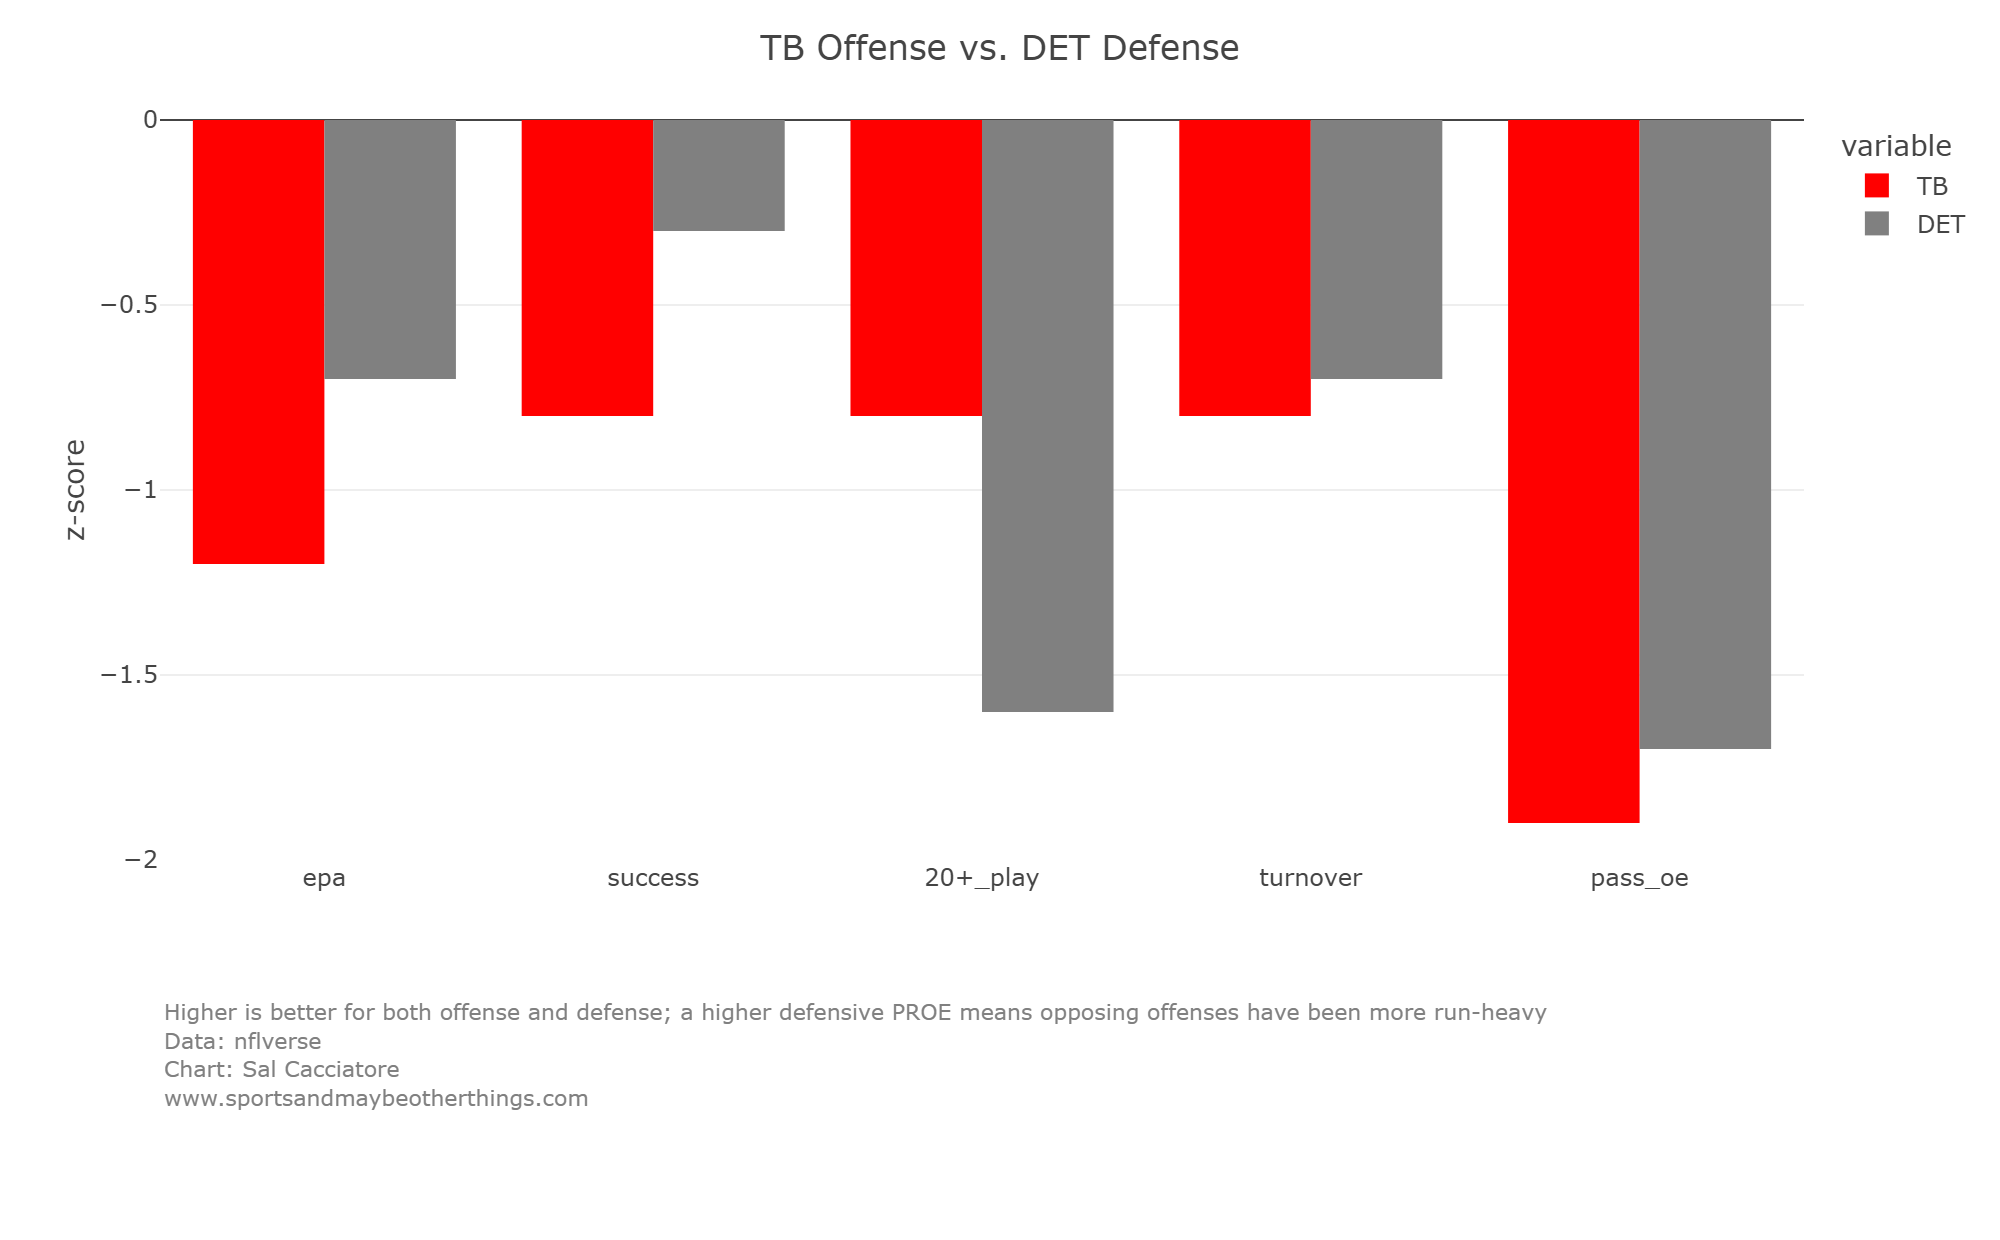 TB Offense vs. DET Defense
0
−0.5
−1
−1.5
−2
z-score
epa
success
20+_play
turnover
pass_oe
variable
TB
DET
Higher is better for both offense and defense; a higher defensive PROE means opposing offenses have been more run-heavy
Data: nflverse
Chart: Sal Cacciatore
www.sportsandmaybeotherthings.com